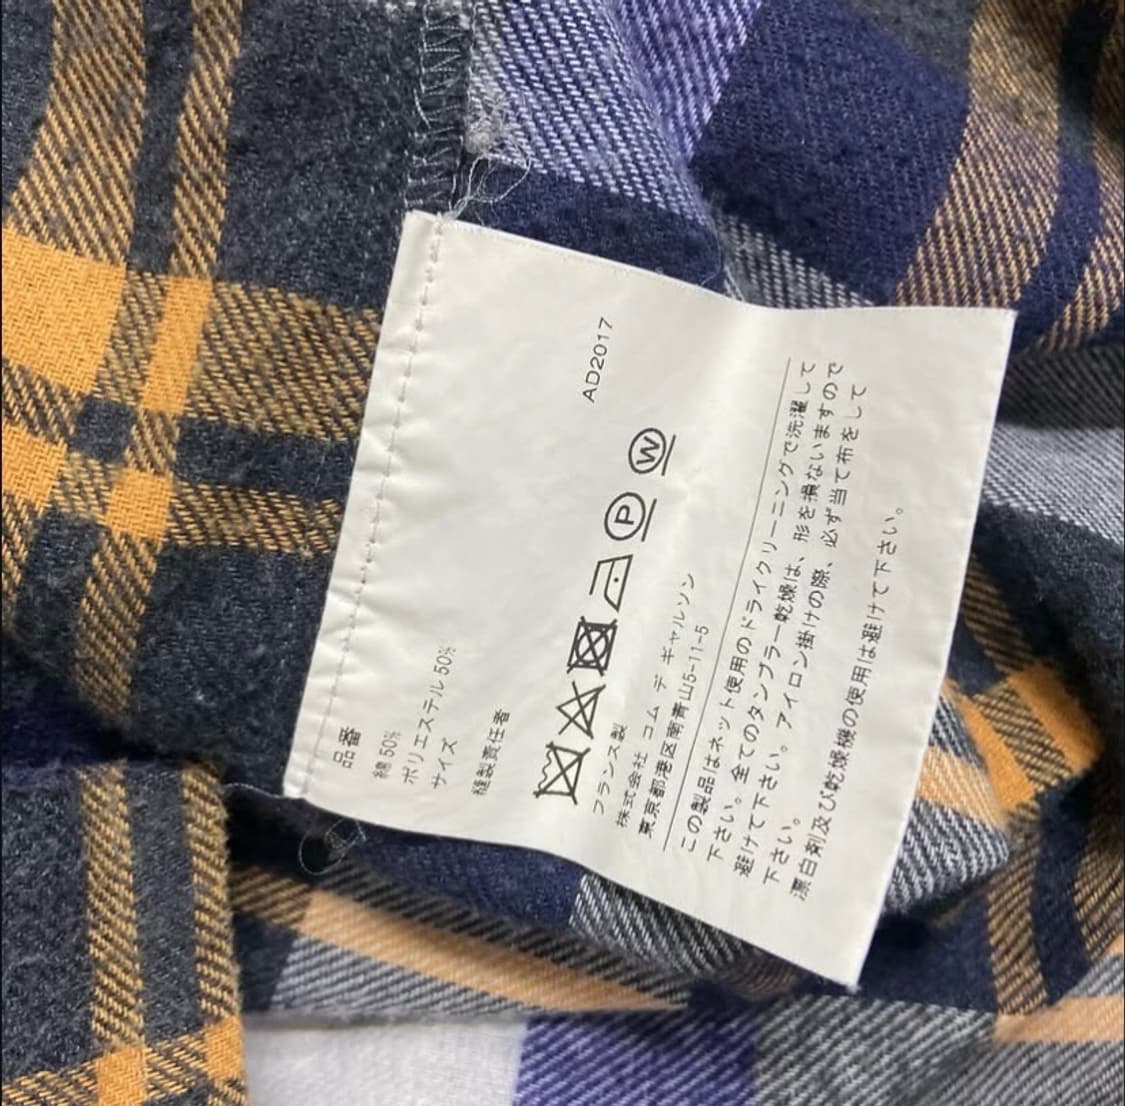 品番
綿 50%
ポリエステル 50%
サイズ
縫製責任者
AD2017
P W
フランス製
株式会社 コム デ ギャルソン
東京都港区南青山5-11-5
この製品はネット使用のドライクリーニングで洗濯して
下さい。全てのタンブラー乾燥は、形を損ないますので
避けて下さい。アイロン掛けの際、必ず当て布をして
下さい。
漂白剤及び乾燥機の使用は避けて下さい。